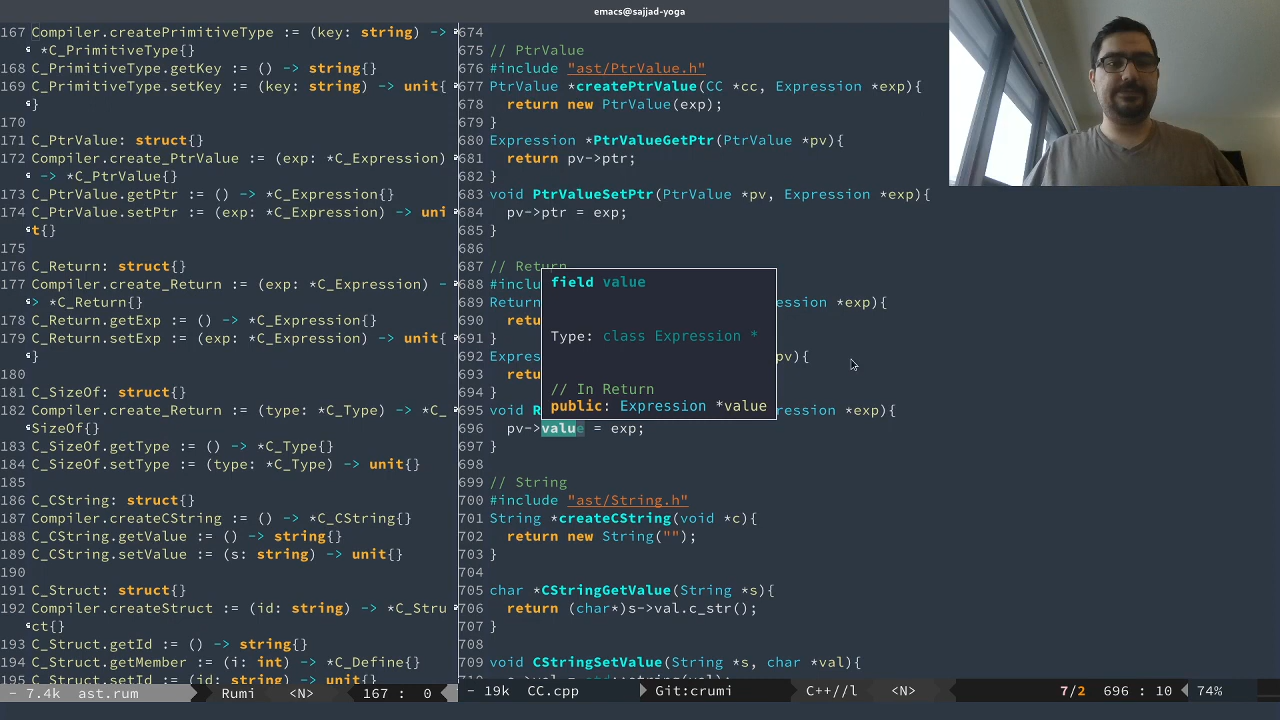 emacs@sajjad-yoga
167 Compiler.createPrimitiveType := (key: string) ->
*C_PrimitiveType{}
168 C_PrimitiveType.getKey := () -> string{}
169 C_PrimitiveType.setKey := (key: string) -> unit{
}
170
171 C_PtrValue: struct{}
172 Compiler.create_PtrValue := (exp: *C_Expression)
-> *C_PtrValue{}
173 C_PtrValue.getPtr := () -> *C_Expression{}
174 C_PtrValue.setPtr := (exp: *C_Expression) -> uni
t{}
175
176 C_Return: struct{}
177 Compiler.create_Return := (exp: *C_Expression) -
> *C_Return{}
178 C_Return.getExp := () -> *C_Expression{}
179 C_Return.setExp := (exp: *C_Expression) -> unit{
}
180
181 C_SizeOf: struct{}
182 Compiler.create_Return := (type: *C_Type) -> *C_
SizeOf{}
183 C_SizeOf.getType := () -> *C_Type{}
184 C_SizeOf.setType := (type: *C_Type) -> unit{}
185
186 C_CString: struct{}
187 Compiler.createCString := () -> *C_CString{}
188 C_CString.getValue := () -> string{}
189 C_CString.setValue := (s: string) -> unit{}
190
191 C_Struct: struct{}
192 Compiler.createStruct := (id: string) -> *C_Stru
ct{}
193 C_Struct.getId := () -> string{}
194 C_Struct.getMember := (i: int) -> *C_Define{}
195 C_Struct.setId := (id: string) -> unit{}
- 7.4k ast.rum Rumi <N> 167 : 0
674
675 // PtrValue
676 #include "ast/PtrValue.h"
677 PtrValue *createPtrValue(CC *cc, Expression *exp){
678 return new PtrValue(exp);
679 }
680 Expression *PtrValueGetPtr(PtrValue *pv){
681 return pv->ptr;
682 }
683 void PtrValueSetPtr(PtrValue *pv, Expression *exp){
684 pv->ptr = exp;
685 }
686
687 // Return
688 #inclu
689 Return ession *exp){
690 retu
691 }
692 Expres pv){
693 retu
694 }
695 void R ression *exp){
696 pv->value = exp;
697 }
698
699 // String
700 #include "ast/String.h"
701 String *createCString(void *c){
702 return new String("");
703 }
704
705 char *CStringGetValue(String *s){
706 return (char*)s->val.c_str();
707 }
708
709 void CStringSetValue(String *s, char *val){
field value
Type: class Expression *
// In Return
public: Expression *value
- 19k CC.cpp Git:crumi C++//l <N> 7/2 696 : 10 74%